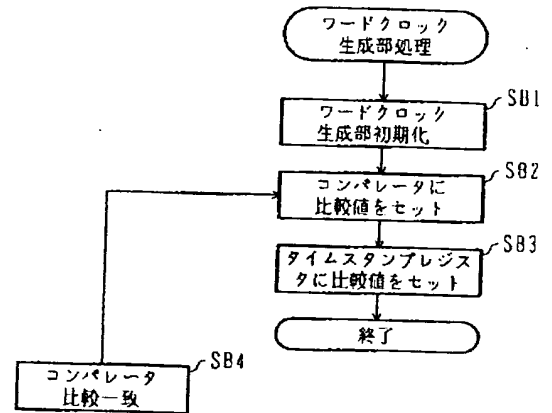 ワードクロック
生成部処理
SB1
ワードクロック
生成部初期化
SB2
コンパレータに
比較値をセット
SB3
タイムスタンプレジス
タに比較値をセット
終了
SB4
コンパレータ
比較一致